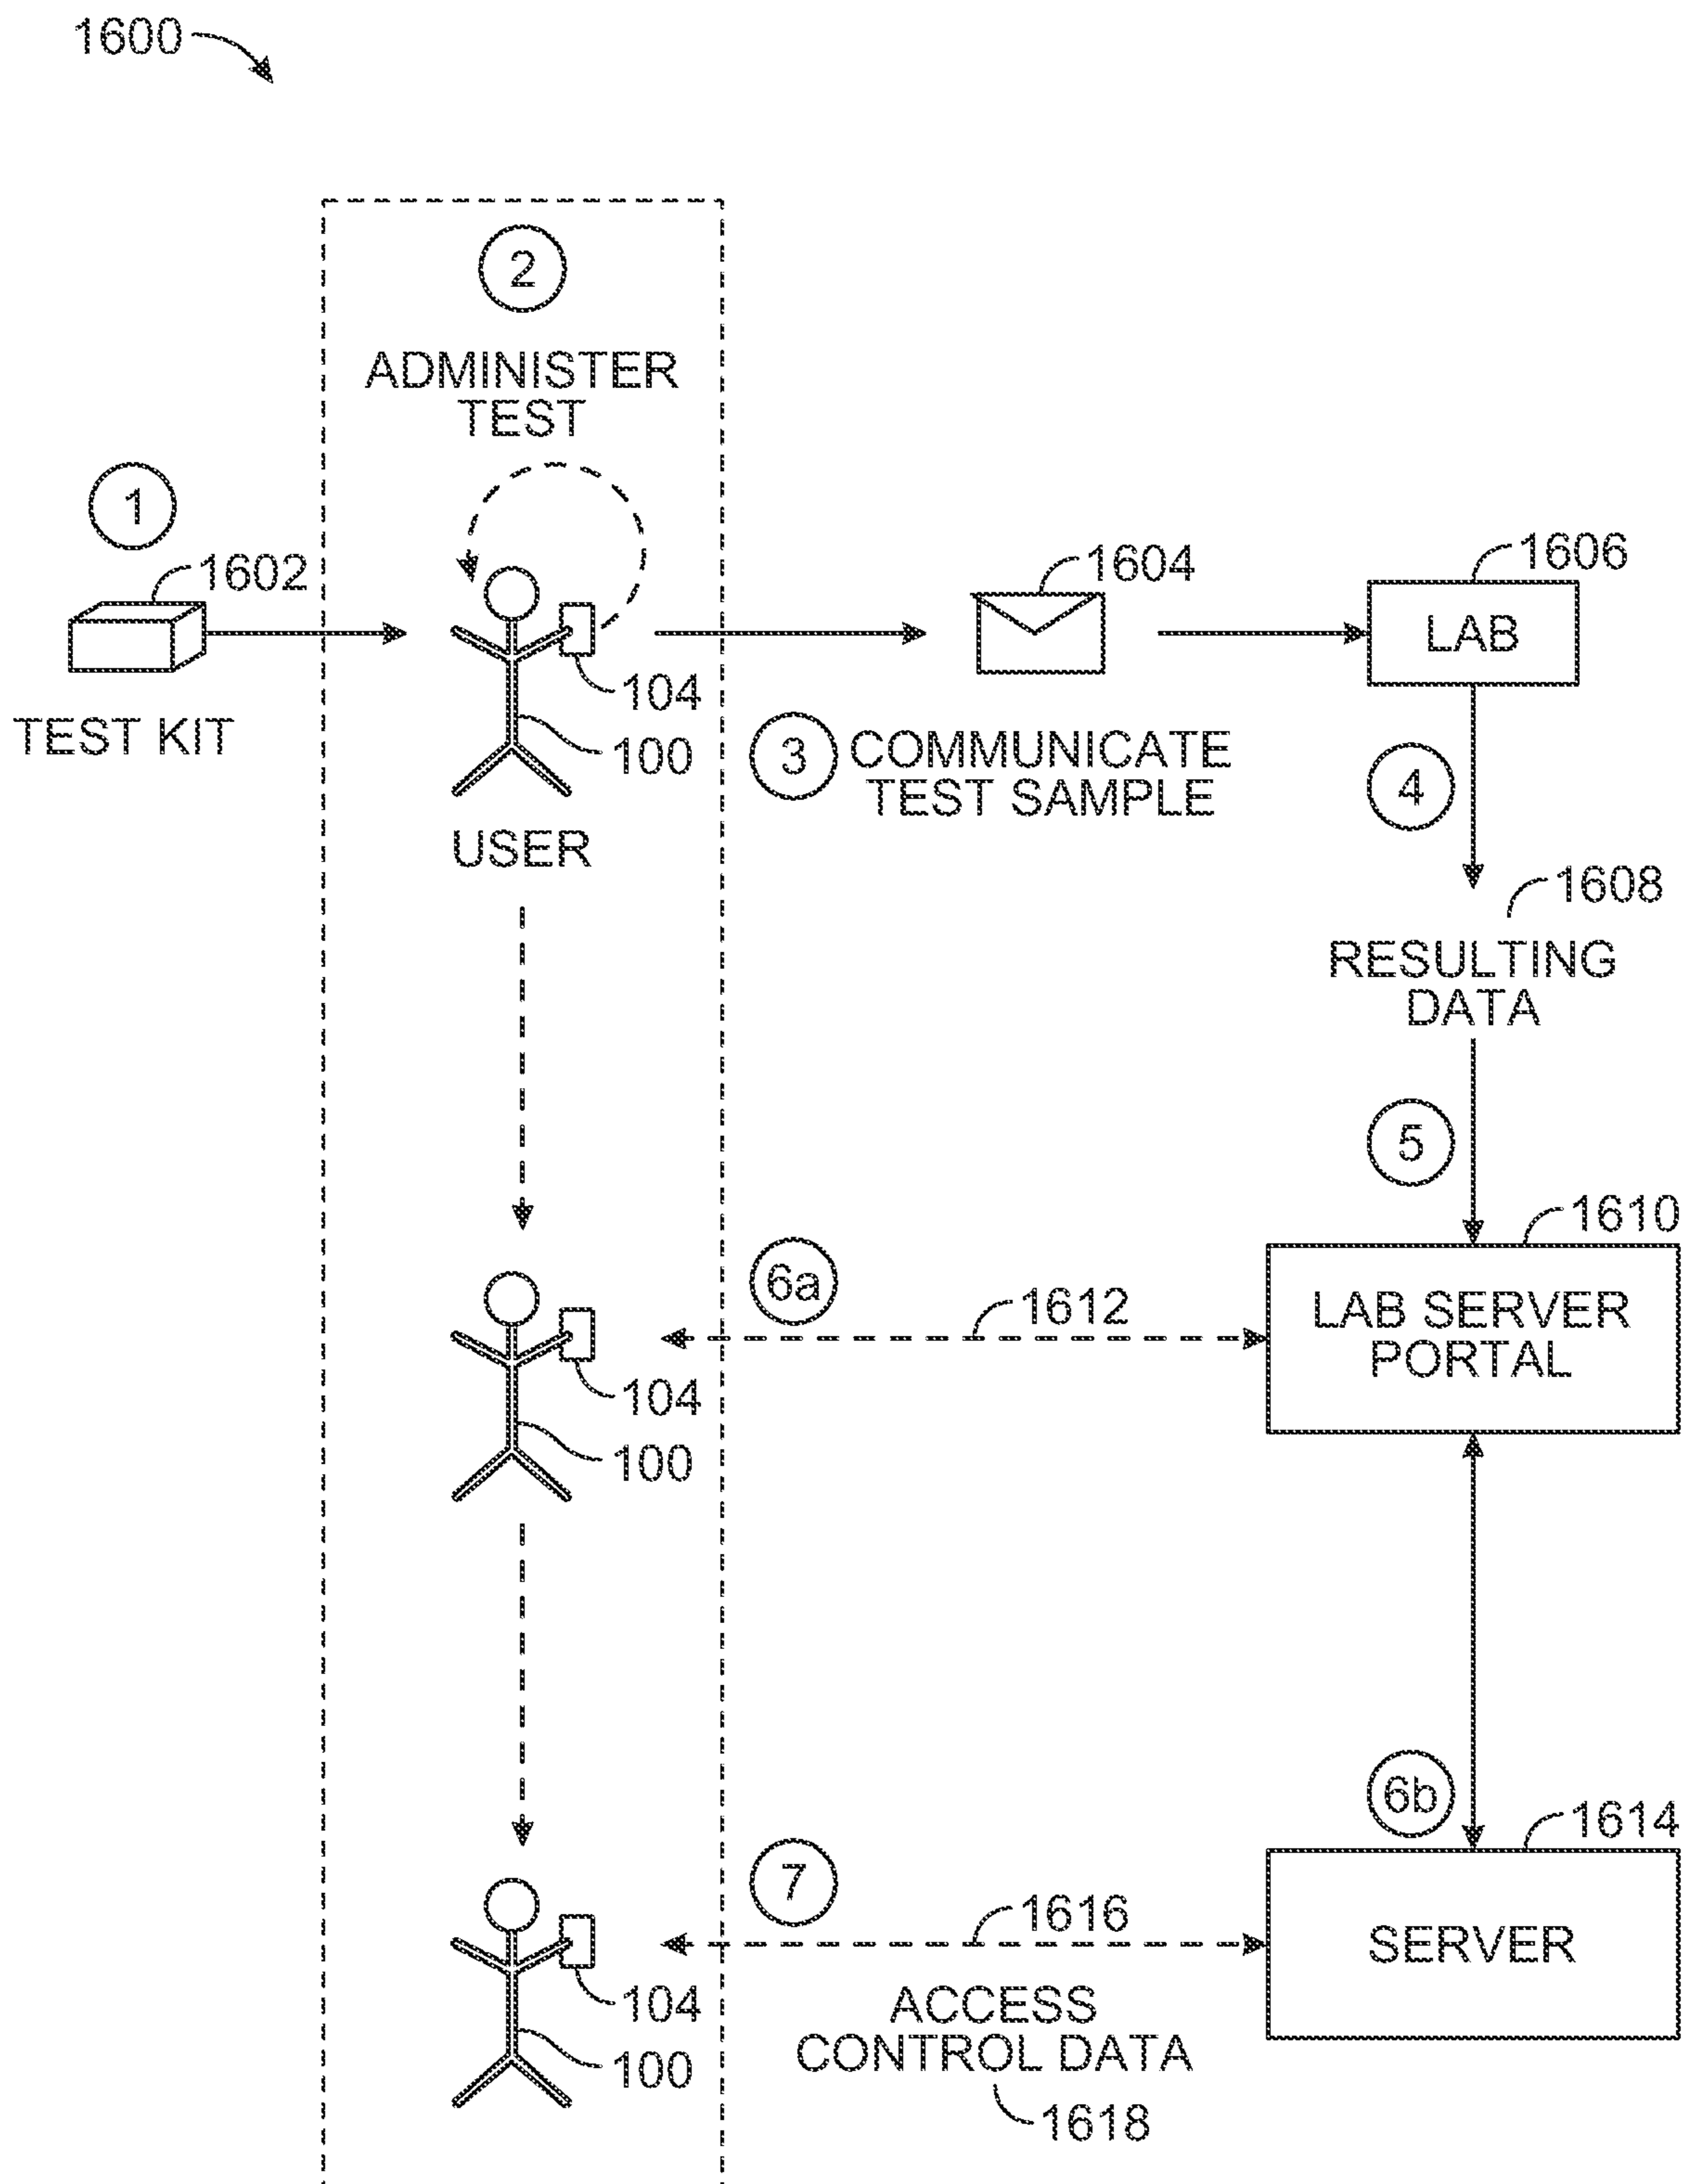 1600
2
ADMINISTER
TEST
1
1602
TEST KIT
104
100
USER
1604
3
COMMUNICATE
TEST SAMPLE
1606
LAB
4
1608
RESULTING
DATA
5
1610
LAB SERVER
PORTAL
6a
1612
104
100
6b
1614
SERVER
7
1616
ACCESS
CONTROL DATA
1618
104
100